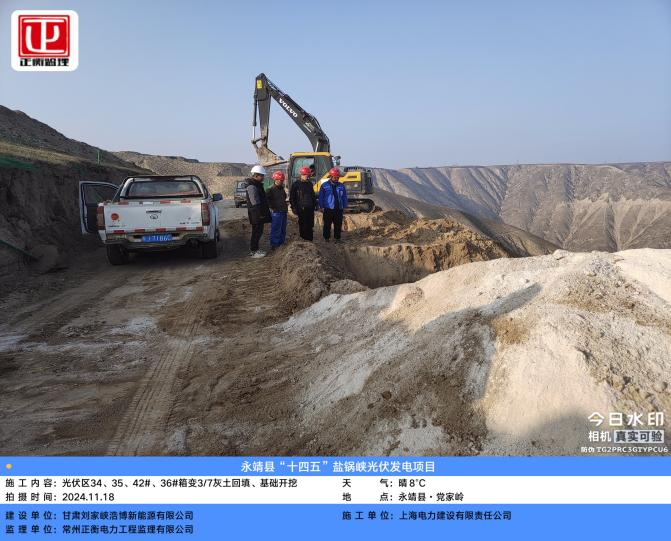 正衡监理
VOLVO
今日水印
相机 真实可验
防伪 TG2PRC3GTYPCU6
永靖县“十四五”盐锅峡光伏发电项目
施工内容：光伏区34、35、42#、36#箱变3/7灰土回填、基础开挖
天 气：晴8℃
拍摄时间：2024.11.18
地 点：永靖县·党家岭
建设单位：甘肃刘家峡浩博新能源有限公司
施工单位：上海电力建设有限责任公司
监理单位：常州正衡电力工程监理有限公司